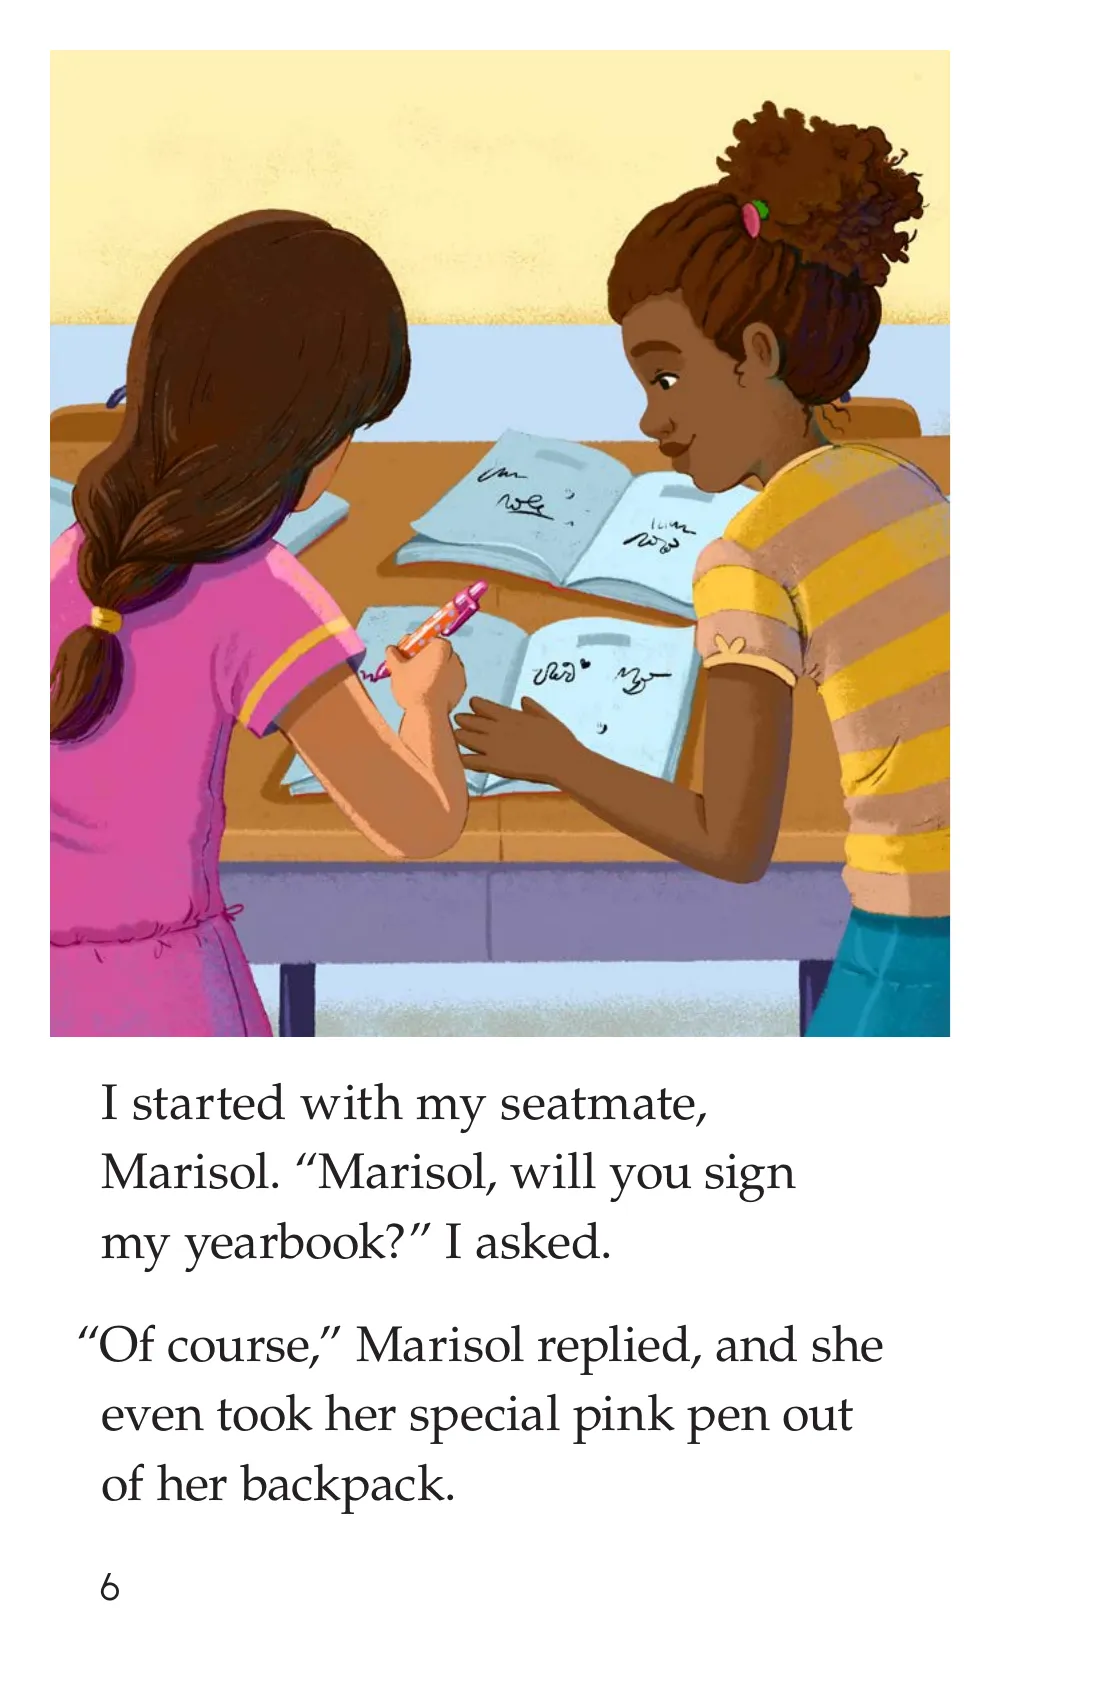 I started with my seatmate,
Marisol. “Marisol, will you sign
my yearbook?” I asked.
“Of course,” Marisol replied, and she
even took her special pink pen out
of her backpack.
6